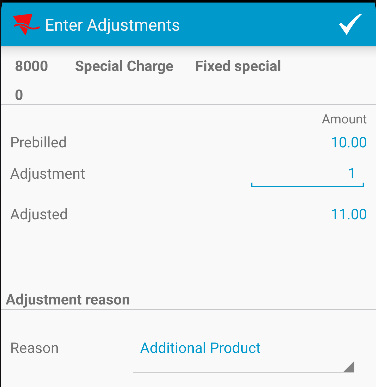 Enter Adjustments
8000 Special Charge Fixed special
0
Amount
Prebilled 10.00
Adjustment 1
Adjusted 11.00
Adjustment reason
Reason Additional Product